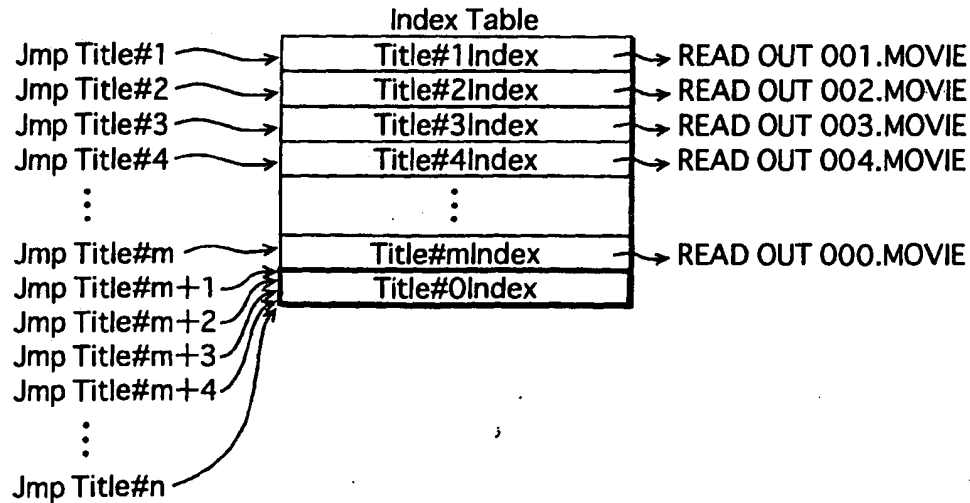 Index Table
Jmp Title#1 Title#1Index READ OUT 001.MOVIE
Jmp Title#2 Title#2Index READ OUT 002.MOVIE
Jmp Title#3 Title#3Index READ OUT 003.MOVIE
Jmp Title#4 Title#4Index READ OUT 004.MOVIE
Jmp Title#m Title#mIndex READ OUT 000.MOVIE
Jmp Title#m+1 Title#0Index
Jmp Title#m+2
Jmp Title#m+3
Jmp Title#m+4
Jmp Title#n